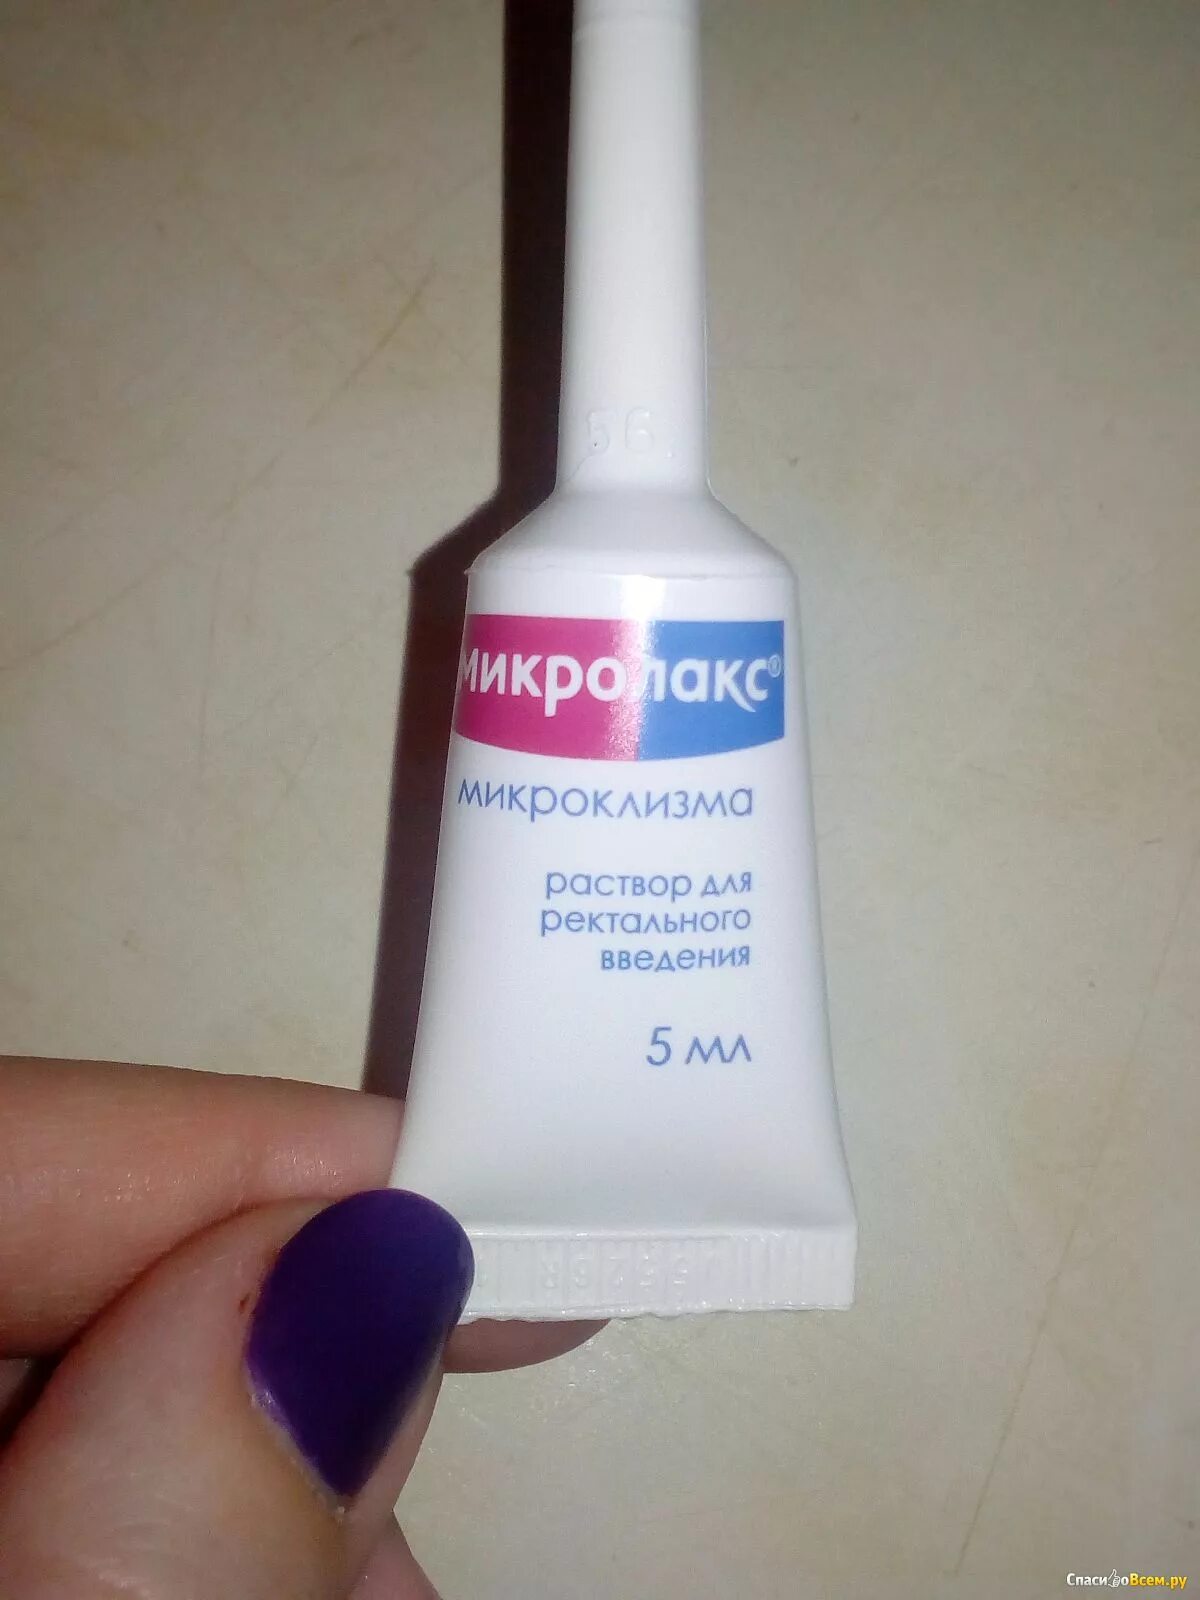 56
микролакс®
микроклизма
раствор для
ректального
введения
5 мл
СпасибоВсем.ру